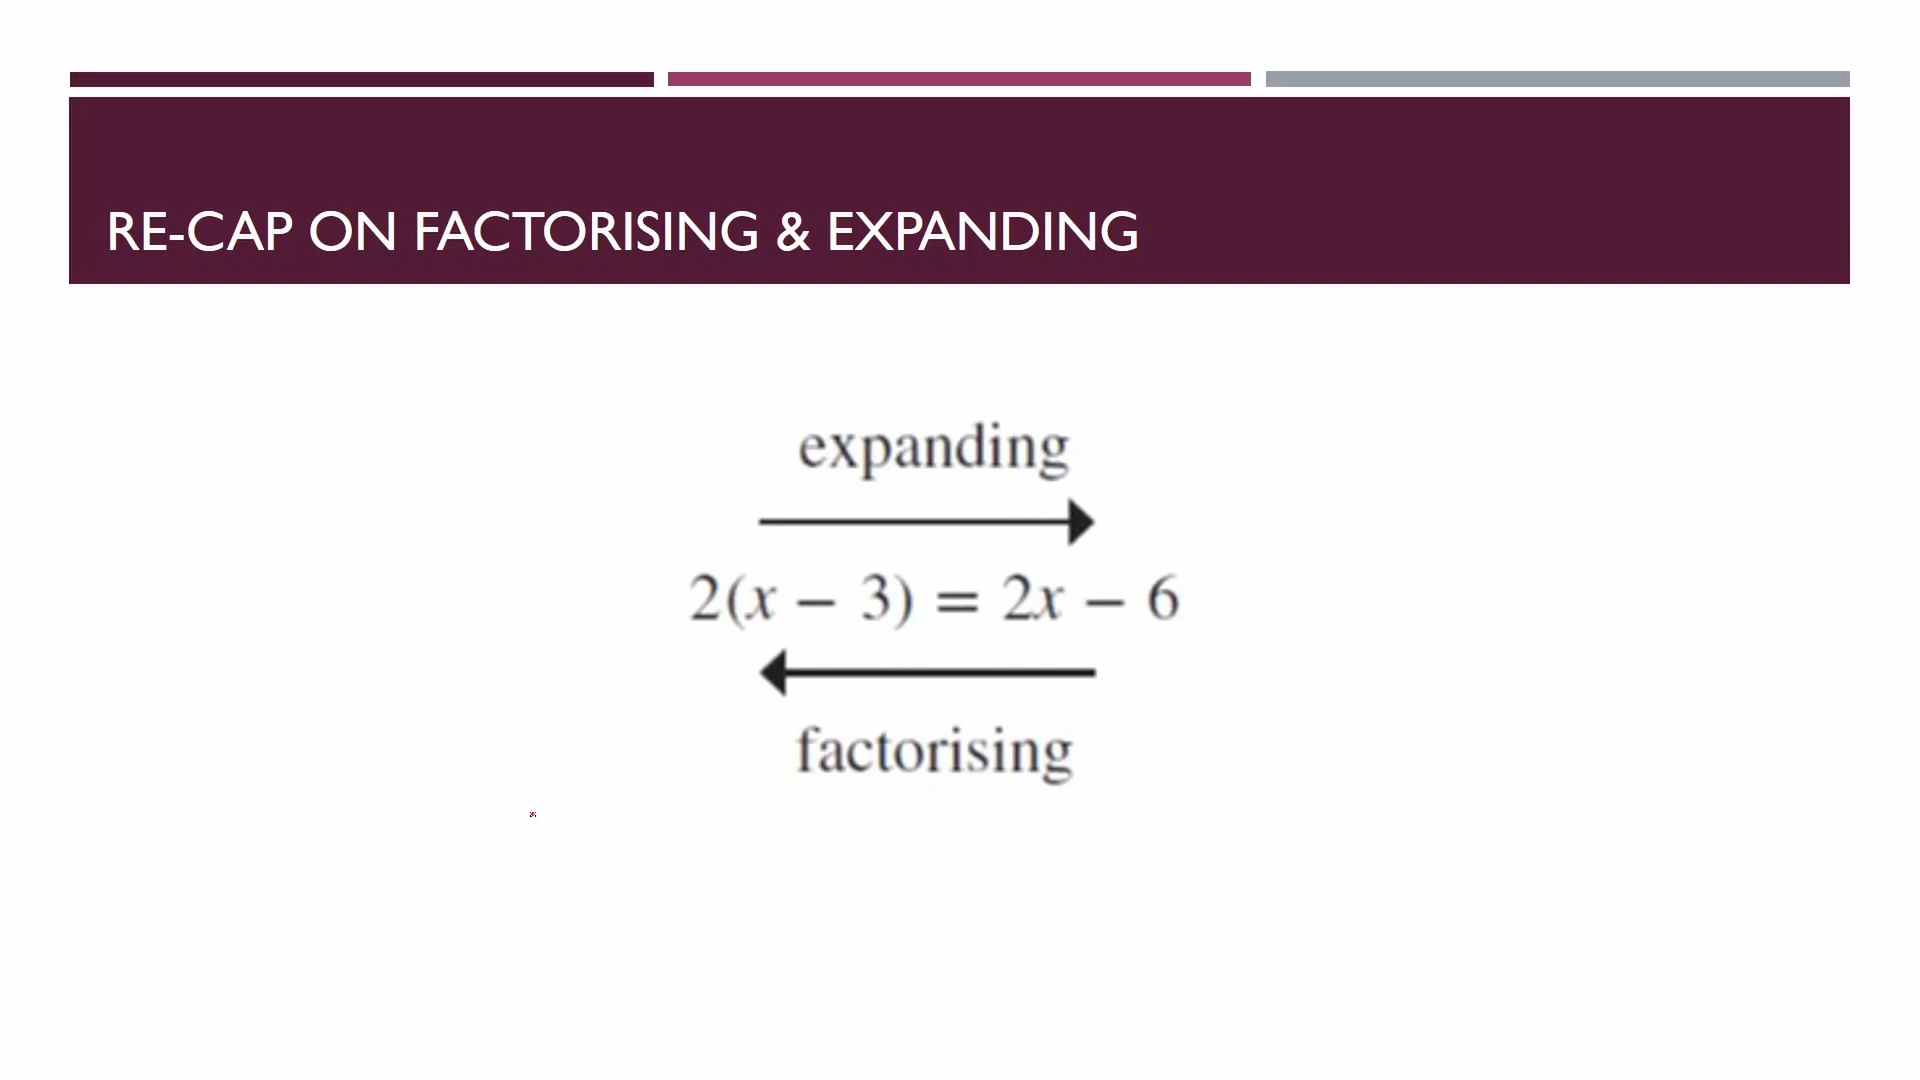 RE-CAP ON FACTORISING & EXPANDING
expanding
2(x − 3) = 2x − 6
factorising